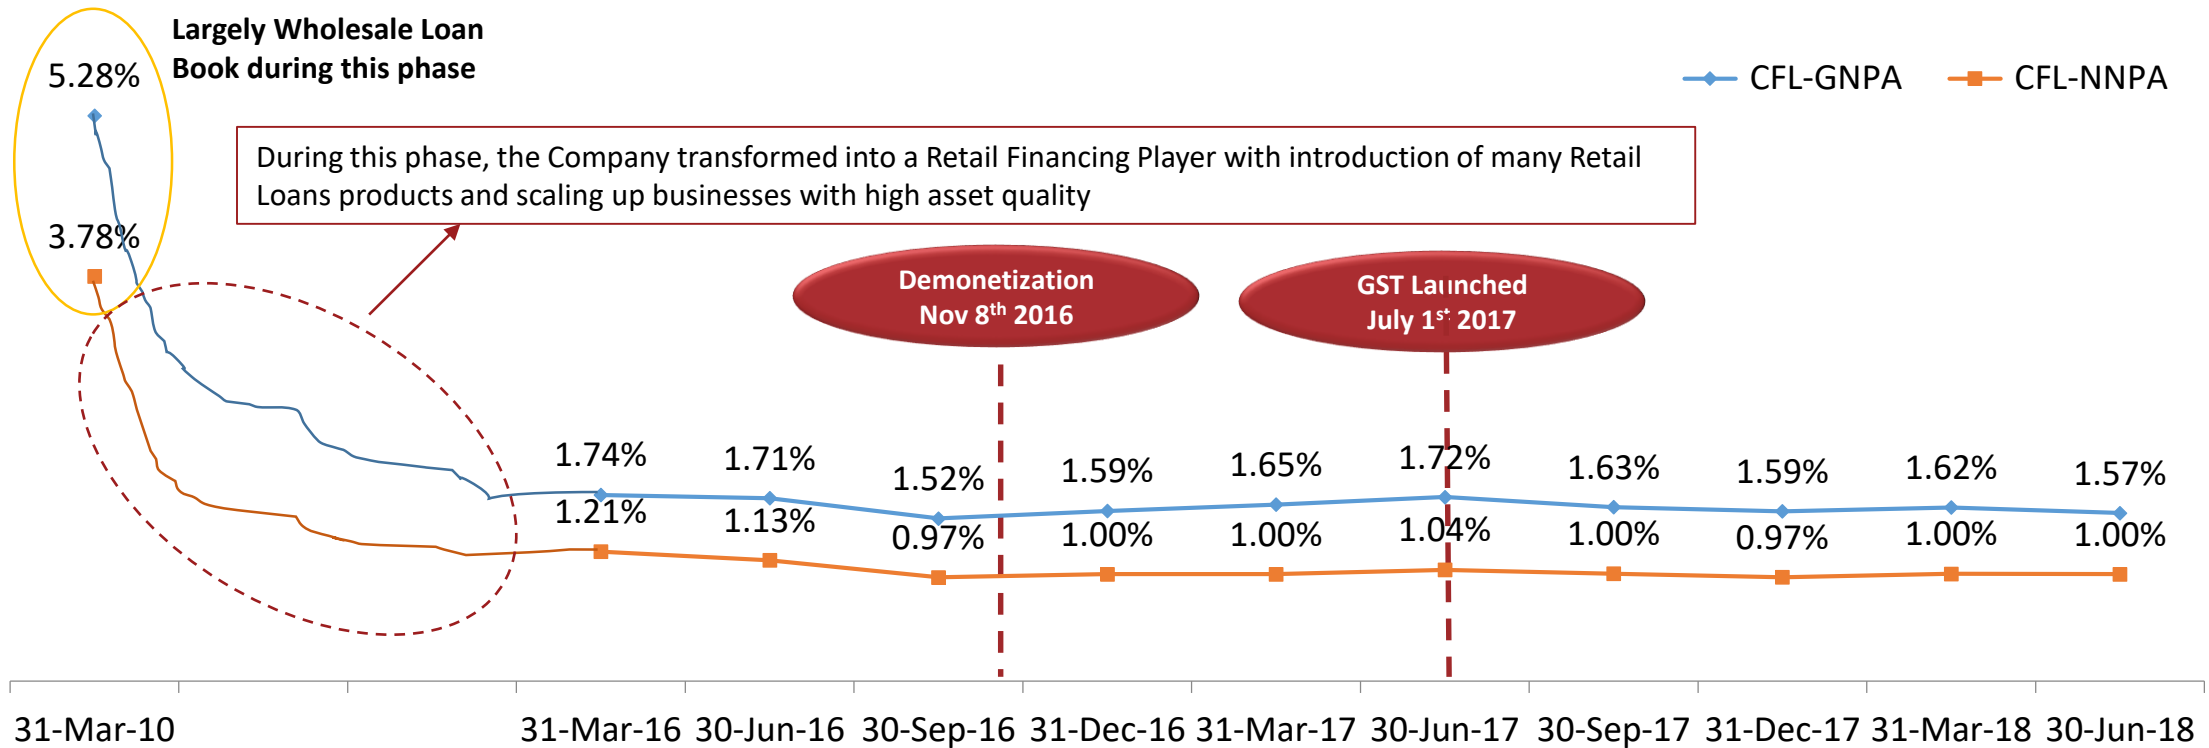 Largely Wholesale Loan
Book during this phase
5.28%
3.78%
CFL-GNPA
CFL-NNPA
During this phase, the Company transformed into a Retail Financing Player with introduction of many Retail
Loans products and scaling up businesses with high asset quality
Demonetization
Nov 8th 2016
GST Launched
July 1st 2017
1.74% 1.71% 1.52% 1.59% 1.65% 1.72% 1.63% 1.59% 1.62% 1.57%
1.21% 1.13% 0.97% 1.00% 1.00% 1.04% 1.00% 0.97% 1.00% 1.00%
31-Mar-10 31-Mar-16 30-Jun-16 30-Sep-16 31-Dec-16 31-Mar-17 30-Jun-17 30-Sep-17 31-Dec-17 31-Mar-18 30-Jun-18